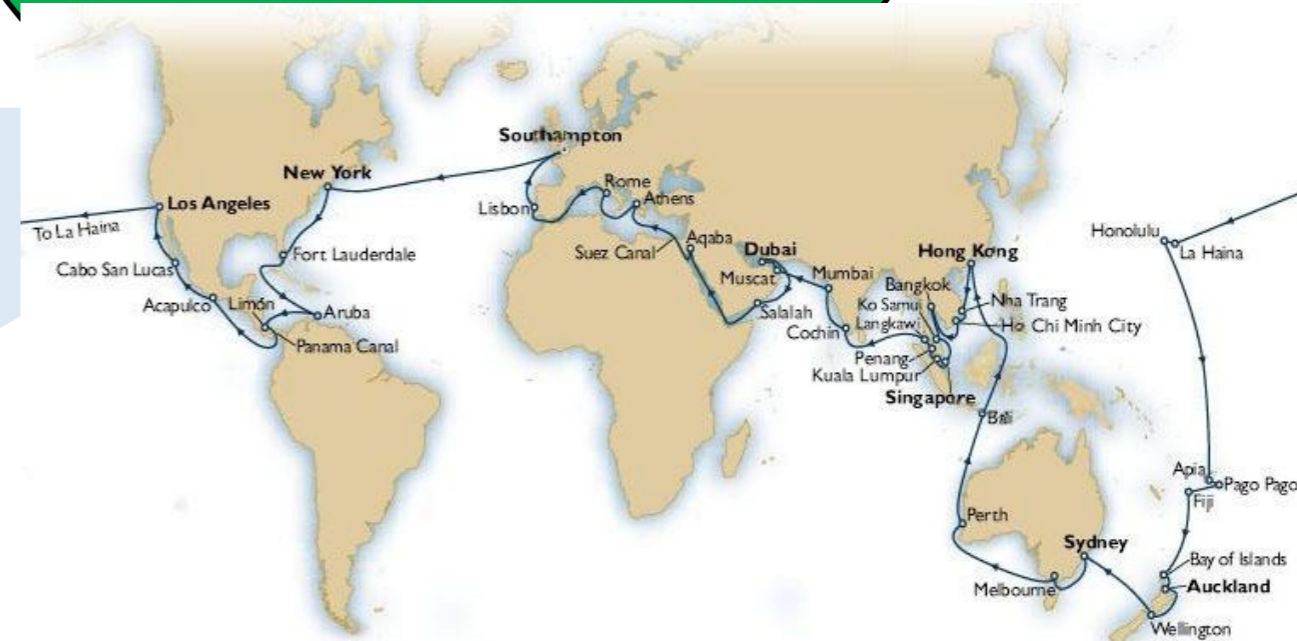 Southampton
New York
Rome
Los Angeles
Lisbon
Athens
To La Haina
Suez Canal
Aqaba
Honolulu
Fort Lauderdale
Dubai
Hong Kong
La Haina
Cabo San Lucas
Muscat
Mumbai
Bangkok
Acapulco
Limón
Aruba
Salalah
Ko Samui
Nha Trang
Cochin
Langkawi
Ho Chi Minh City
Panama Canal
Penang
Kuala Lumpur
Singapore
Bali
Apia
Pago Pago
Fiji
Perth
Sydney
Bay of Islands
Melbourne
Auckland
Wellington